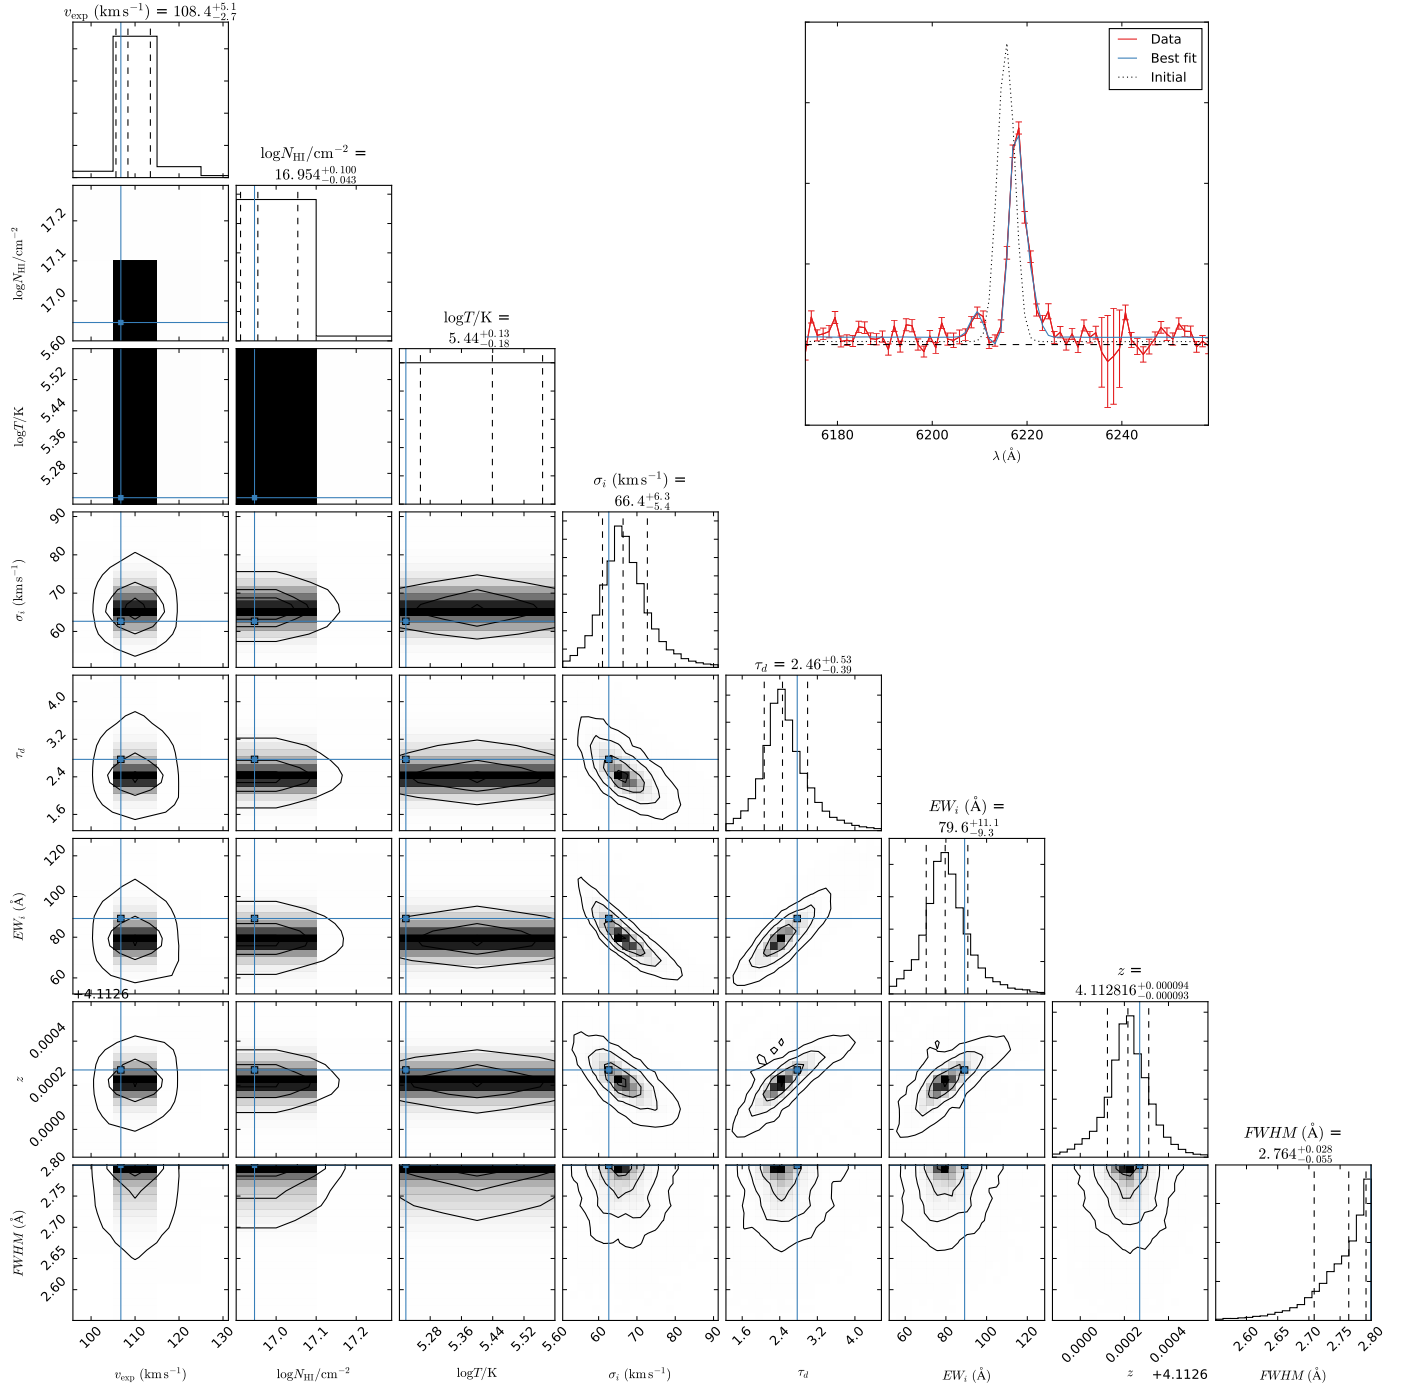 v_exp (km s⁻¹) = 108.4 +5.1 −2.7
Data
Best fit
Initial
logN_HI/cm⁻² =
16.954 +0.100 −0.043
logT/K =
5.44 +0.13 −0.18
6180 6200 6220 6240
λ (Å)
σ_i (km s⁻¹) =
66.4 +6.3 −5.4
τ_d = 2.46 +0.53 −0.39
EW_i (Å) =
79.6 +11.1 −9.3
z =
4.112816 +0.000094 −0.000093
FWHM (Å) =
2.764 +0.028 −0.055
logN_HI/cm⁻²
17.2
17.1
17.0
logT/K
5.60
5.52
5.44
5.36
5.28
σ_i (km s⁻¹)
90
80
70
60
τ_d
4.0
3.2
2.4
1.6
EW_i (Å)
120
100
80
60
+4.1126
z
0.0004
0.0002
0.0000
FWHM (Å)
2.80
2.75
2.70
2.65
2.60
100 110 120 130
v_exp (km s⁻¹)
17.0 17.1 17.2
logN_HI/cm⁻²
5.28 5.36 5.44 5.52 5.60
logT/K
60 70 80 90
σ_i (km s⁻¹)
1.6 2.4 3.2 4.0
τ_d
60 80 100 120
EW_i (Å)
0.0000 0.0002 0.0004
z +4.1126
2.60 2.65 2.70 2.75 2.80
FWHM (Å)